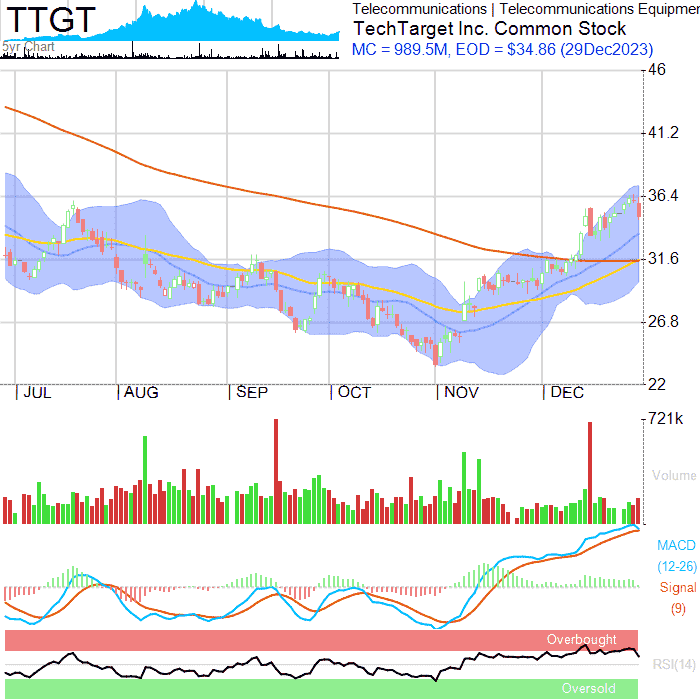 TTGT
5yr Chart
Telecommunications | Telecommunications Equipmen
TechTarget Inc. Common Stock
MC = 989.5M, EOD = $34.86 (29Dec2023)
46
41.2
36.4
31.6
26.8
22
JUL AUG SEP OCT NOV DEC
721k
Volume
MACD
(12-26)
Signal
(9)
Overbought
RSI(14)
Oversold